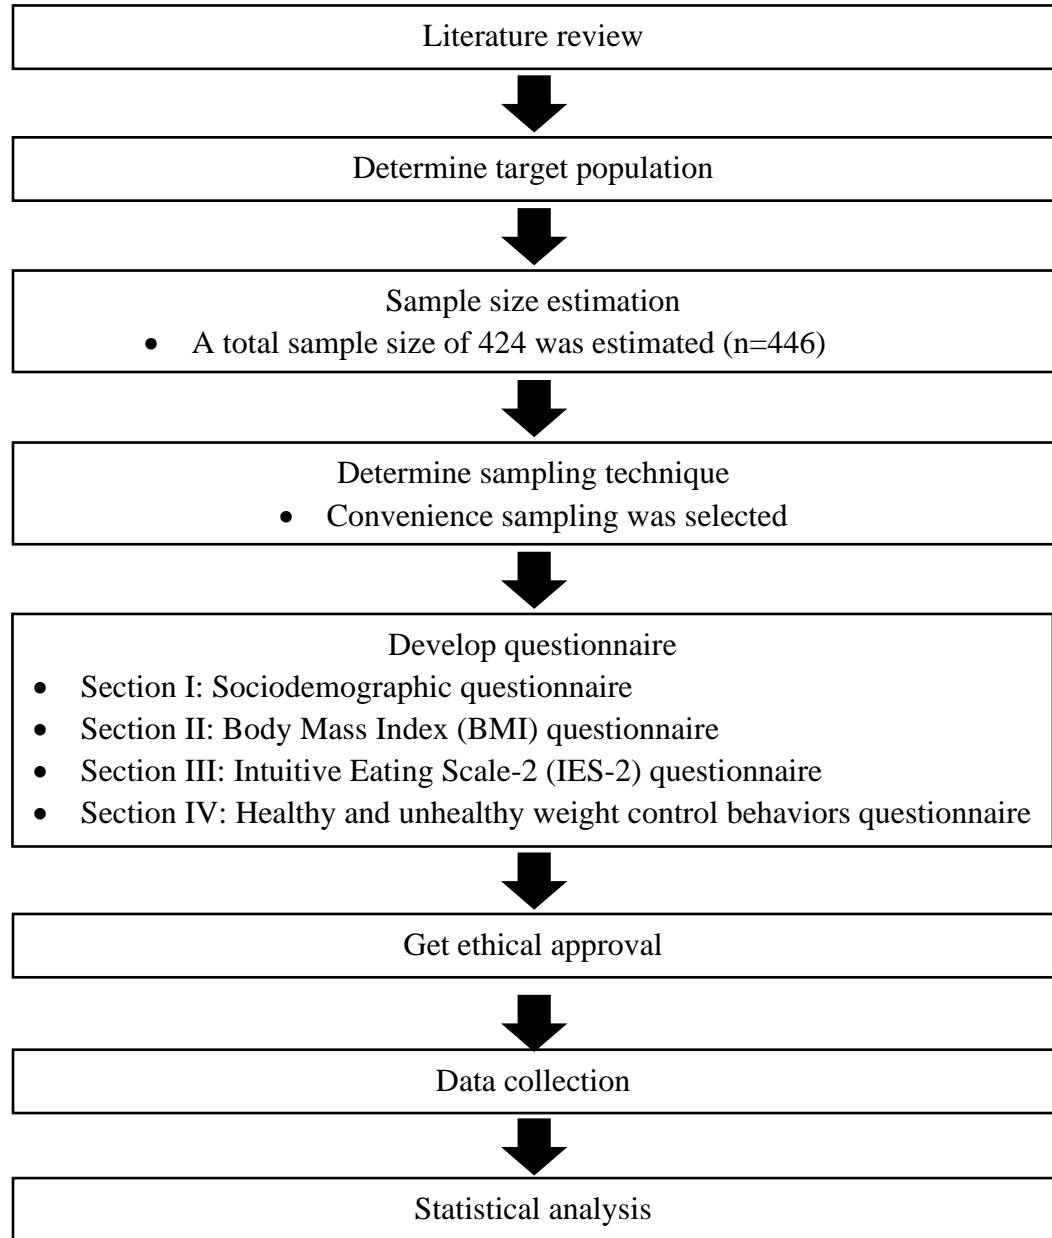 Literature review
Determine target population
Sample size estimation
• A total sample size of 424 was estimated (n=446)
Determine sampling technique
• Convenience sampling was selected
Develop questionnaire
• Section I: Sociodemographic questionnaire
• Section II: Body Mass Index (BMI) questionnaire
• Section III: Intuitive Eating Scale-2 (IES-2) questionnaire
• Section IV: Healthy and unhealthy weight control behaviors questionnaire
Get ethical approval
Data collection
Statistical analysis